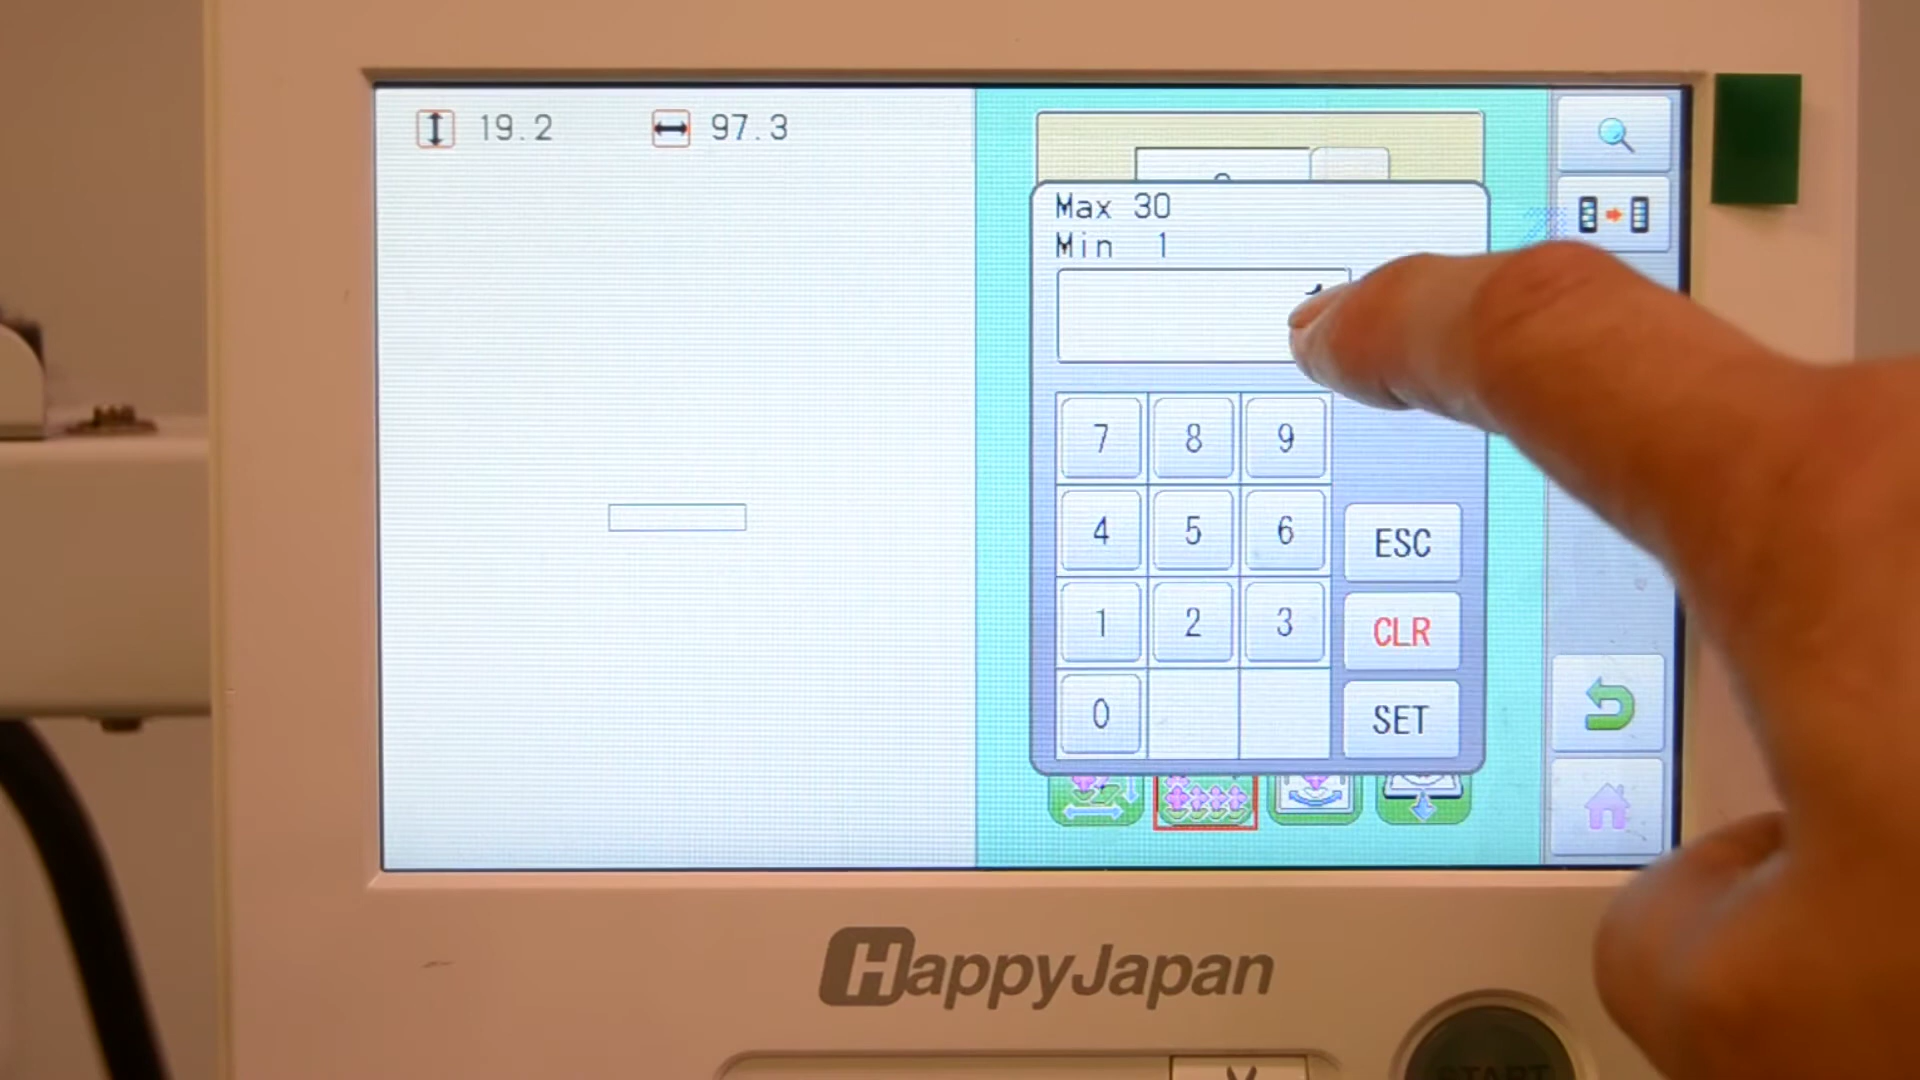 19.2 97.3
Max 30
Min 1
7 8 9
4 5 6 ESC
1 2 3 CLR
0 SET
HappyJapan
START